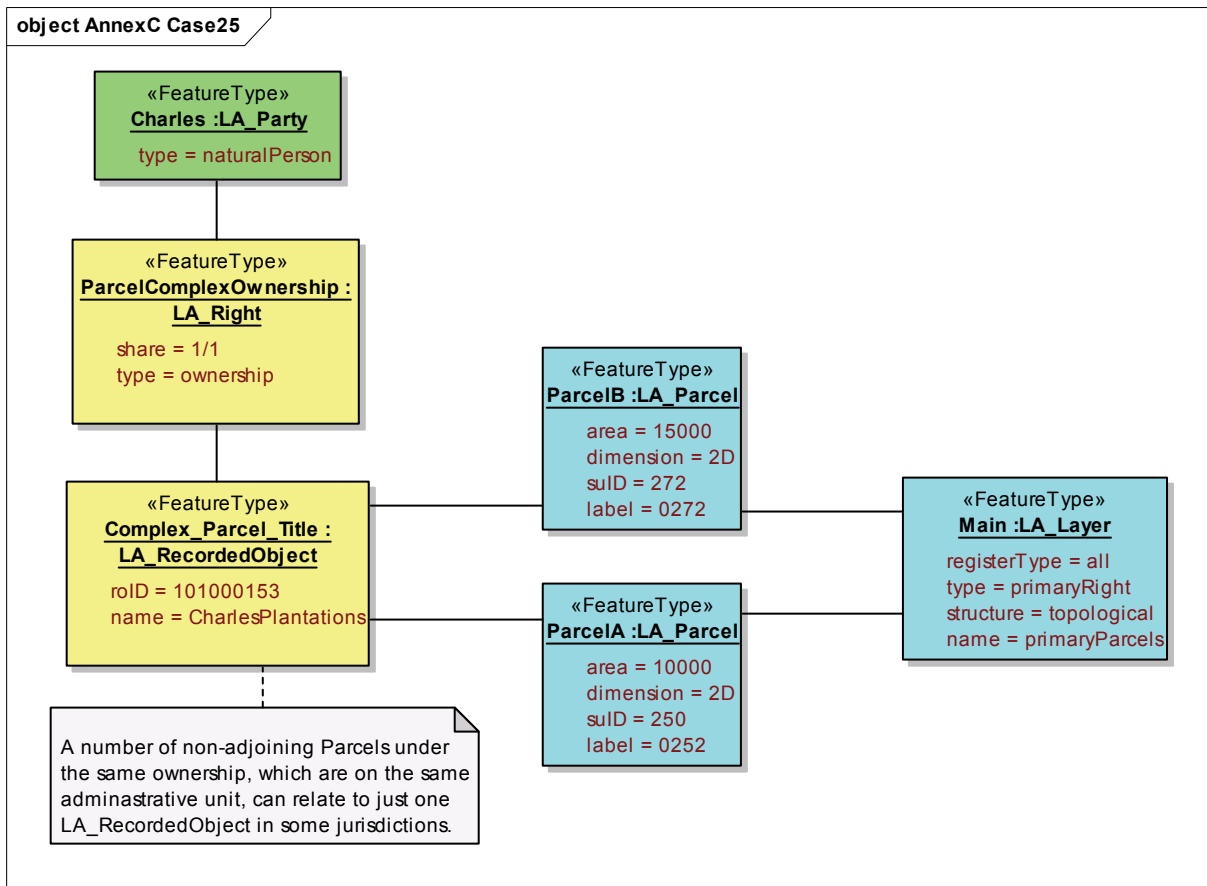 object AnnexC Case25
«FeatureType»
Charles :LA_Party
type = naturalPerson
«FeatureType»
ParcelComplexOwnership :
LA_Right
share = 1/1
type = ownership
«FeatureType»
Complex_Parcel_Title :
LA_RecordedObject
roID = 101000153
name = CharlesPlantations
«FeatureType»
ParcelB :LA_Parcel
area = 15000
dimension = 2D
suID = 272
label = 0272
«FeatureType»
ParcelA :LA_Parcel
area = 10000
dimension = 2D
suID = 250
label = 0252
«FeatureType»
Main :LA_Layer
registerType = all
type = primaryRight
structure = topological
name = primaryParcels
A number of non-adjoining Parcels under
the same ownership, which are on the same
adminastrative unit, can relate to just one
LA_RecordedObject in some jurisdictions.